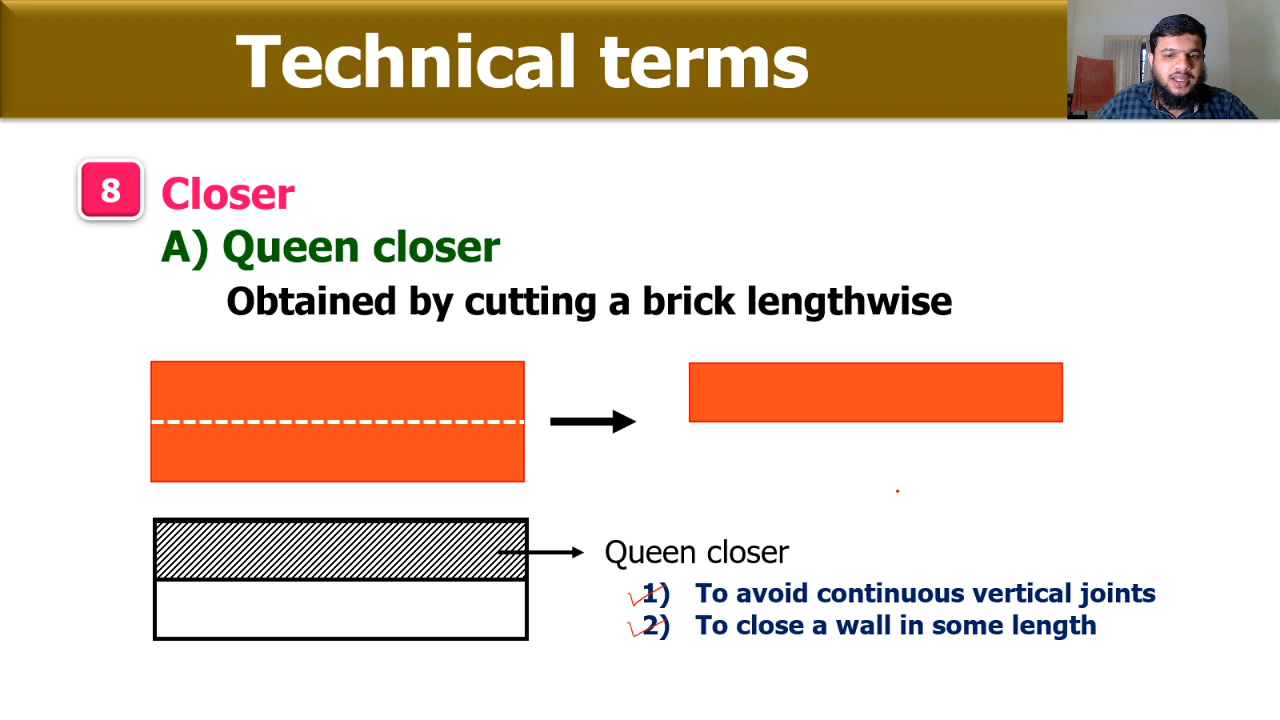 Technical terms
8 Closer
A) Queen closer
Obtained by cutting a brick lengthwise
Queen closer
1) To avoid continuous vertical joints
2) To close a wall in some length